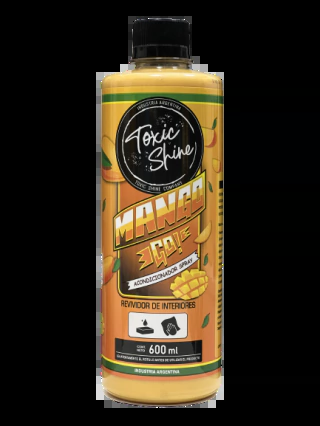 INDUSTRIA ARGENTINA
Toxic
Shine
TOXIC SHINE COMPANY
MANGO
GO!
ACONDICIONADOR SPRAY
REVIVIDOR DE INTERIORES
600 ml
INDUSTRIA ARGENTINA